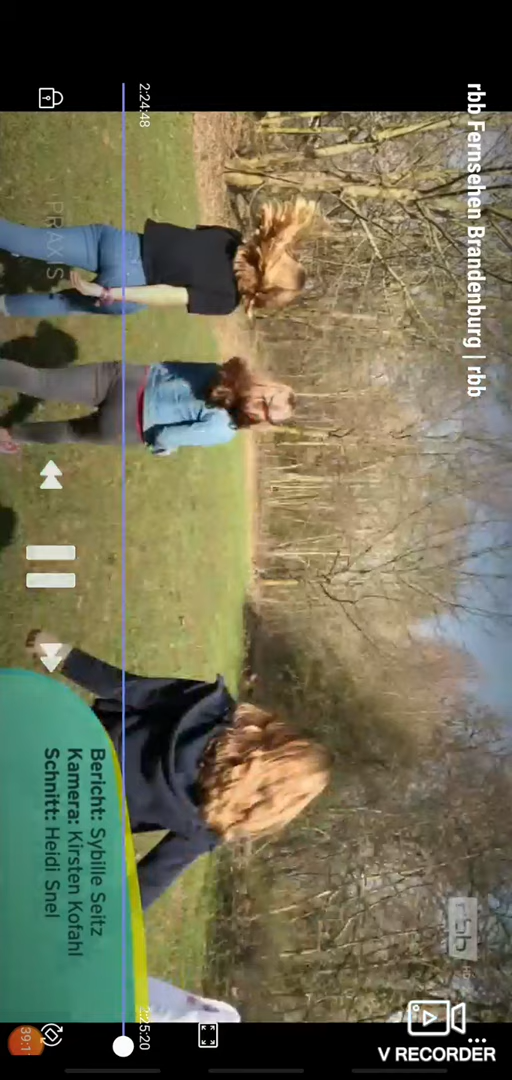 rbb Fernsehen Brandenburg | rbb
2:24:48
PRAXIS
Bericht: Sybille Seitz
Kamera: Kirsten Kofahl
Schnitt: Heidi Snel
rbb
2:25:20
V RECORDER